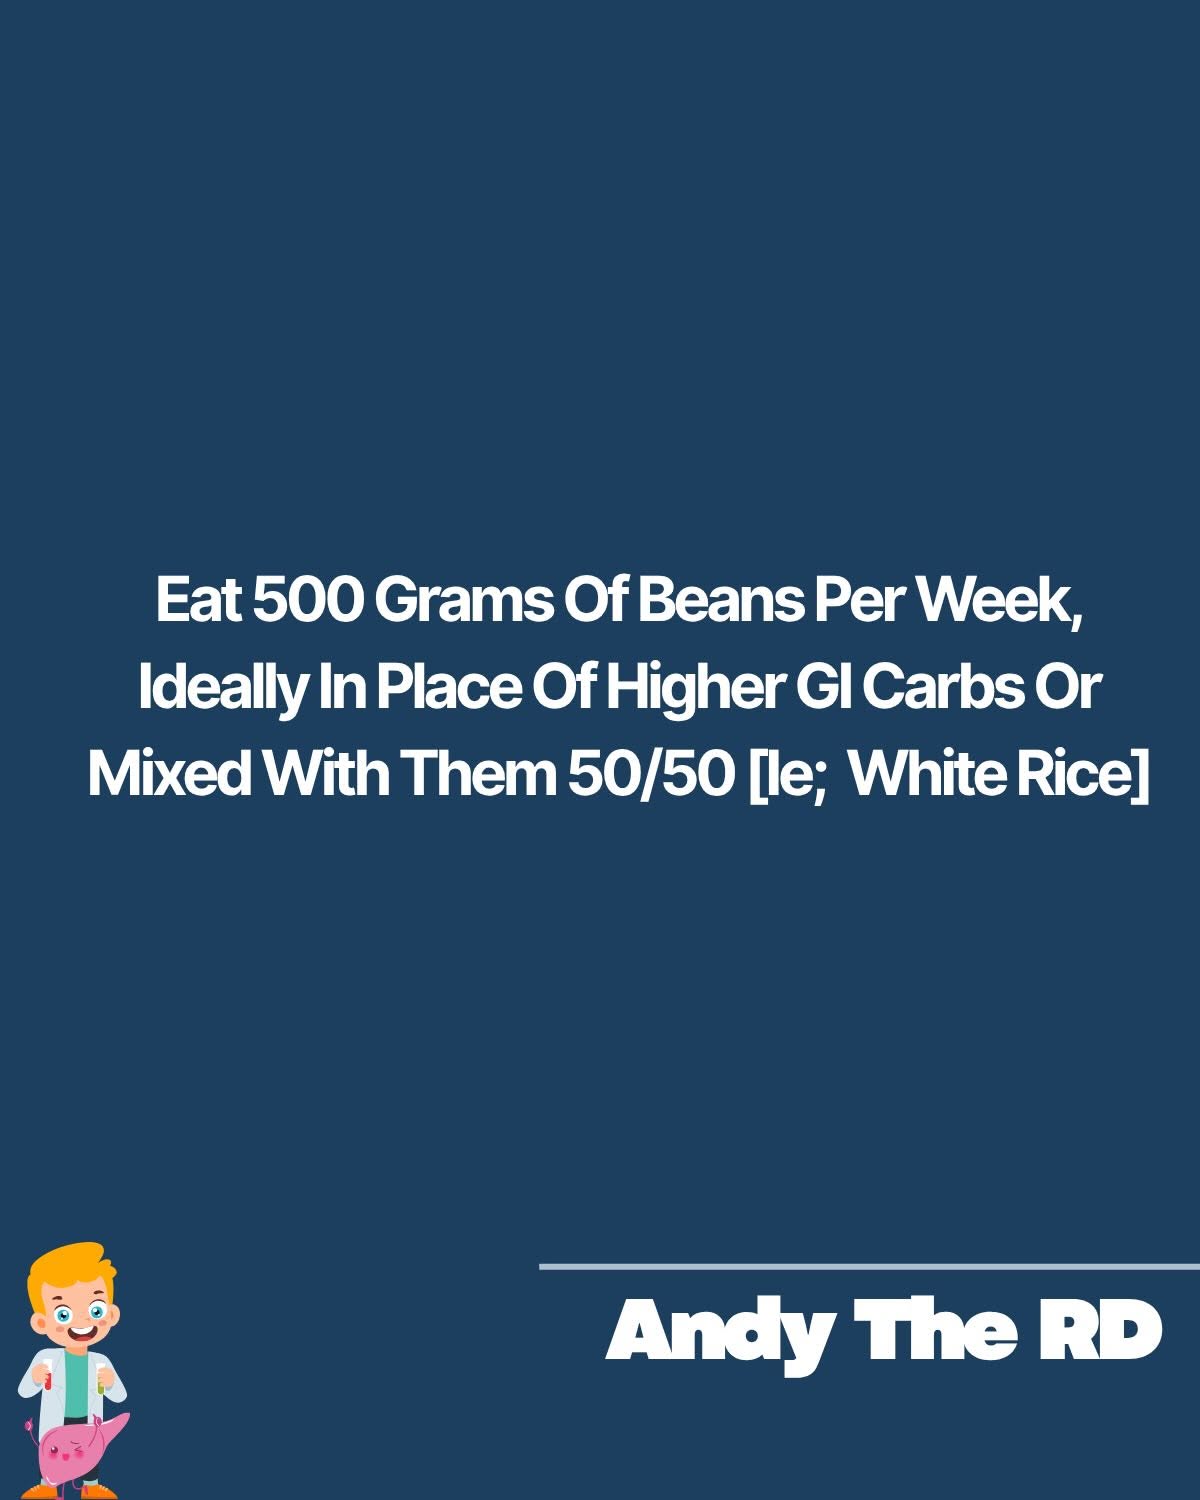 Eat 500 Grams Of Beans Per Week,
Ideally In Place Of Higher GI Carbs Or
Mixed With Them 50/50 [Ie;  White Rice]
Andy The RD